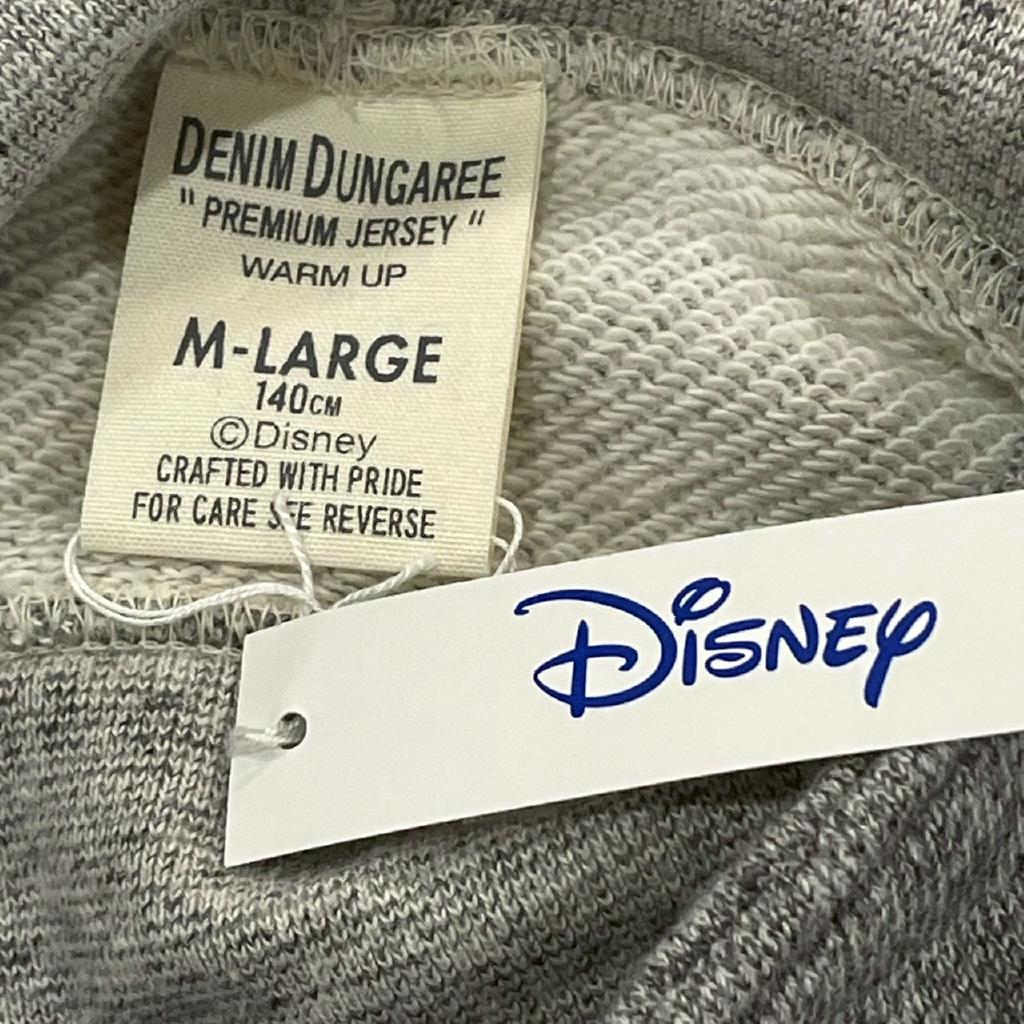 DENIM DUNGAREE
" PREMIUM JERSEY "
WARM UP
M-LARGE
140CM
©Disney
CRAFTED WITH PRIDE
FOR CARE SEE REVERSE
DISNEY